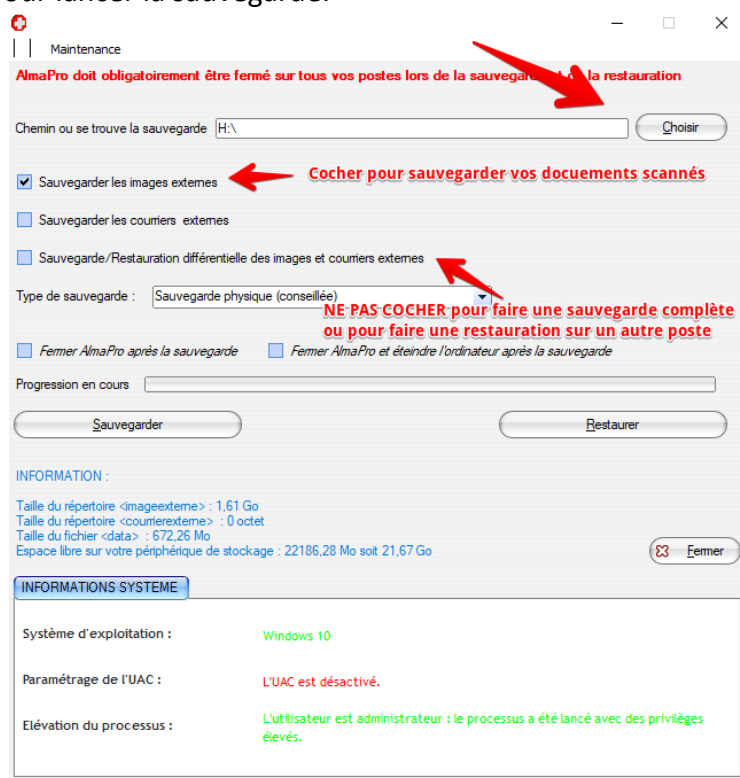 Maintenance
AlmaPro doit obligatoirement être fermé sur tous vos postes lors de la sauvegar de la restauration
Chemin ou se trouve la sauvegarde H:\ Choisir
Sauvegarder les images externes Cocher pour sauvegarder vos docuements scannés
Sauvegarder les courriers externes
Sauvegarde/Restauration différentielle des images et courriers externes
Type de sauvegarde : Sauvegarde physique (conseillée)
NE PAS COCHER pour faire une sauvegarde complète
ou pour faire une restauration sur un autre poste
Fermer AlmaPro après la sauvegarde Fermer AlmaPro et éteindre l'ordinateur après la sauvegarde
Progression en cours
Sauvegarder Restaurer
INFORMATION :
Taille du répertoire <imageexterne> : 1,61 Go
Taille du répertoire <courrierexterne> : 0 octet
Taille du fichier <data> : 672,26 Mo
Espace libre sur votre périphérique de stockage : 22186,28 Mo soit 21,67 Go
Fermer
INFORMATIONS SYSTEME
Système d'exploitation : Windows 10
Paramétrage de l'UAC : L'UAC est désactivé.
Elévation du processus : L'utilisateur est administrateur : le processus a été lancé avec des privilèges
élevés.